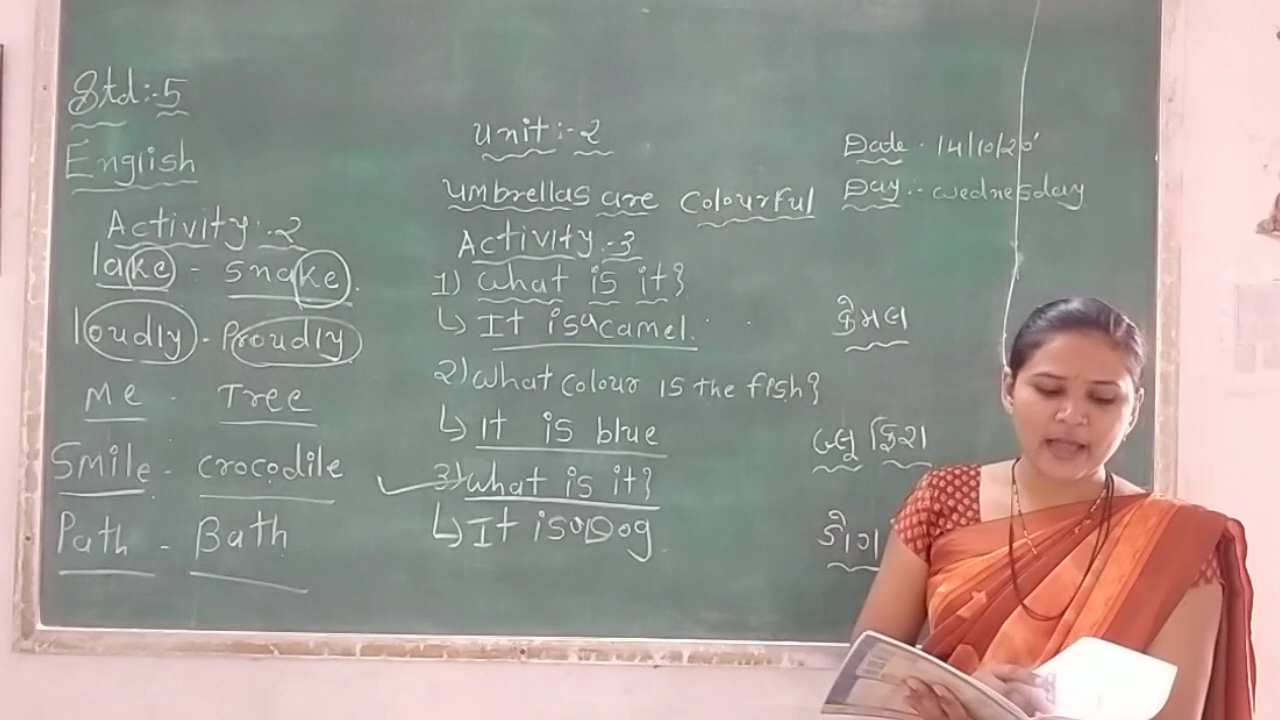 Std:-5
English
Activity:-2
lake - snake.
loudly - Proudly
Me - Tree
Smile - crocodile
Path - Bath
Unit:-૨
Umbrellas are Colourful
Activity-3
1) What is it?
↳ It is a camel.
2) What colour is the fish?
↳ It is blue
3) What is it?
↳ It is a Dog
Date: 14/10/20
Day:- Wednesday
કેમલ
બ્લુ ફિશ
ડોગ